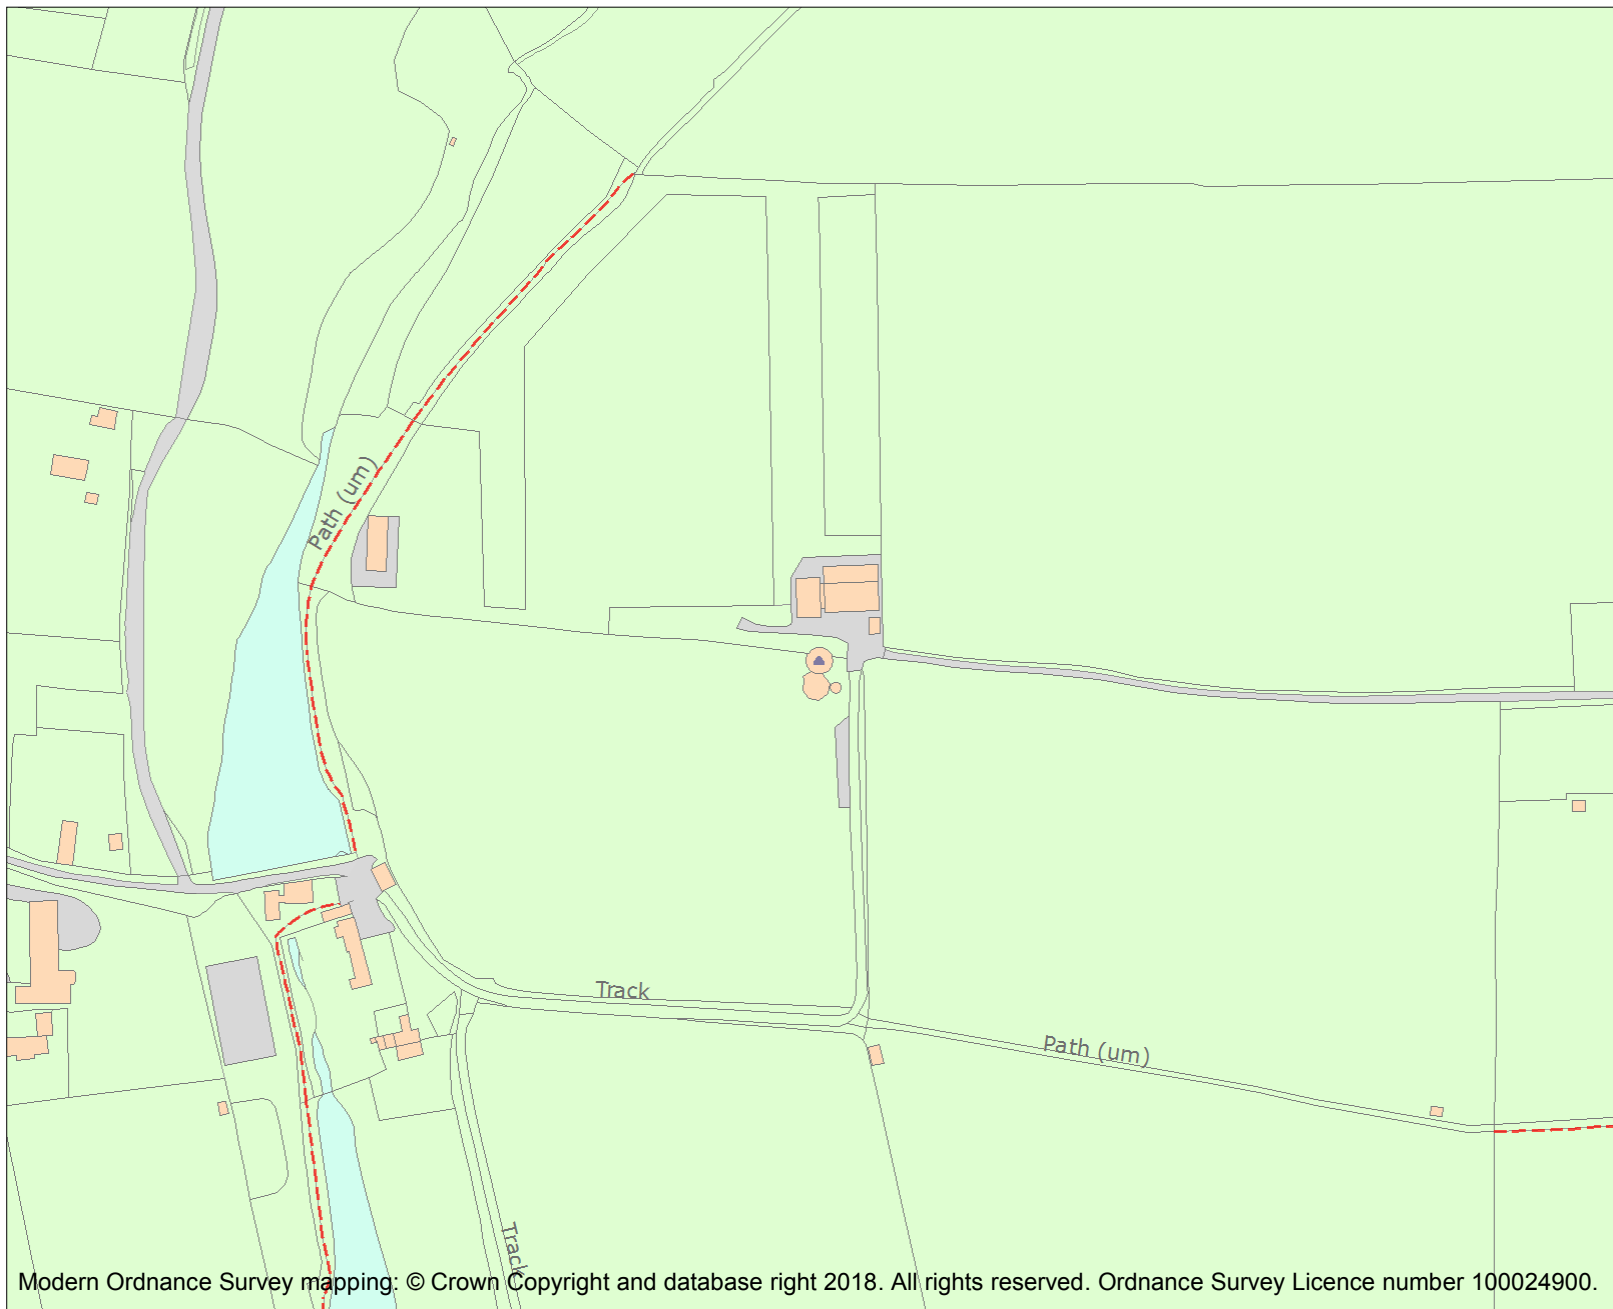 Path (um)
Track
Path (um)
Track
Modern Ordnance Survey mapping: © Crown Copyright and database right 2018. All rights reserved. Ordnance Survey Licence number 100024900.